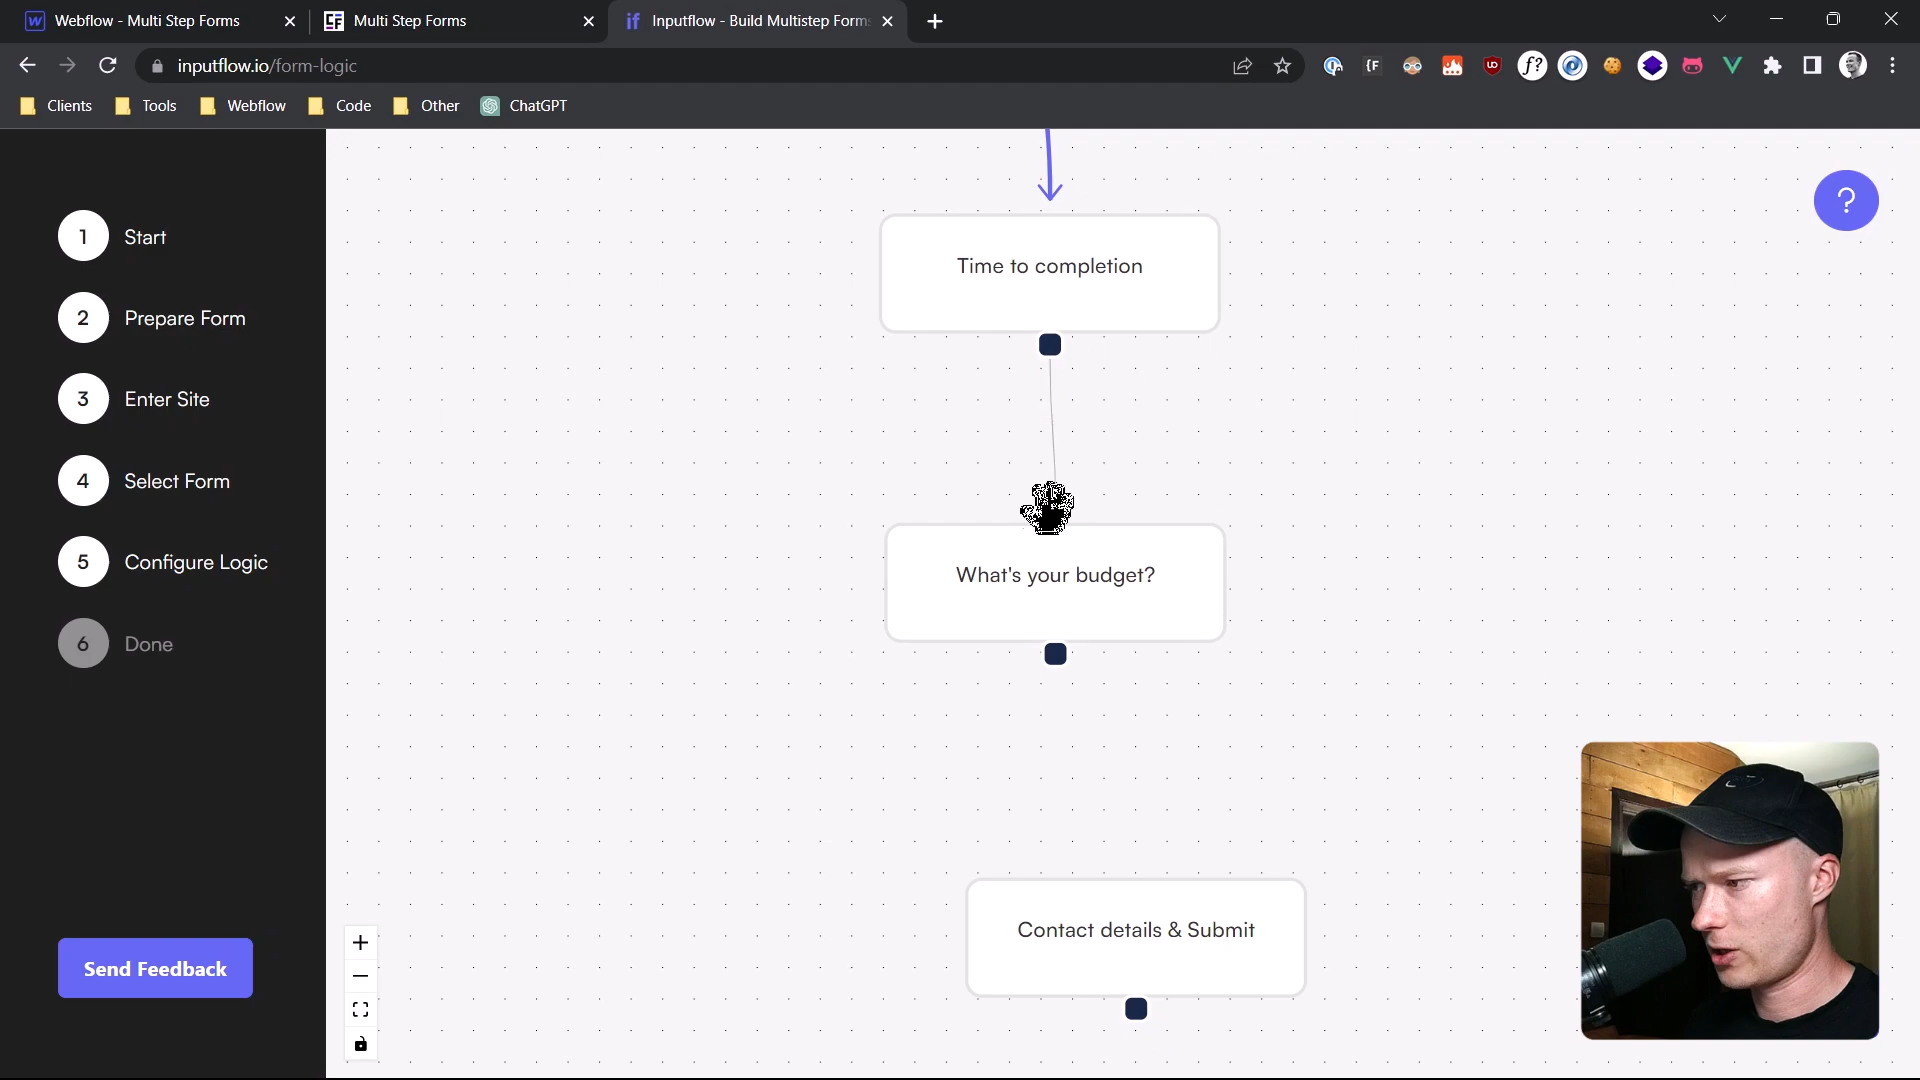 Webflow - Multi Step Forms
Multi Step Forms
Inputflow - Build Multistep Form
inputflow.io/form-logic
Clients
Tools
Webflow
Code
Other
ChatGPT
1 Start
2 Prepare Form
3 Enter Site
4 Select Form
5 Configure Logic
6 Done
Send Feedback
?
Time to completion
What's your budget?
Contact details & Submit